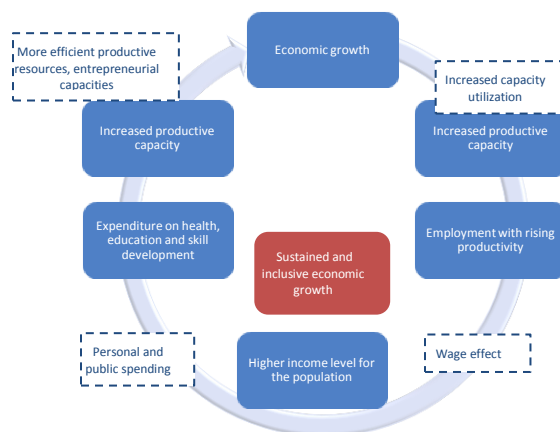 Economic growth
More efficient productive
resources, entrepreneurial
capacities
Increased capacity
utilization
Increased productive
capacity
Increased productive
capacity
Expenditure on health,
education and skill
development
Employment with rising
productivity
Sustained and
inclusive economic
growth
Personal and
public spending
Higher income level for
the population
Wage effect